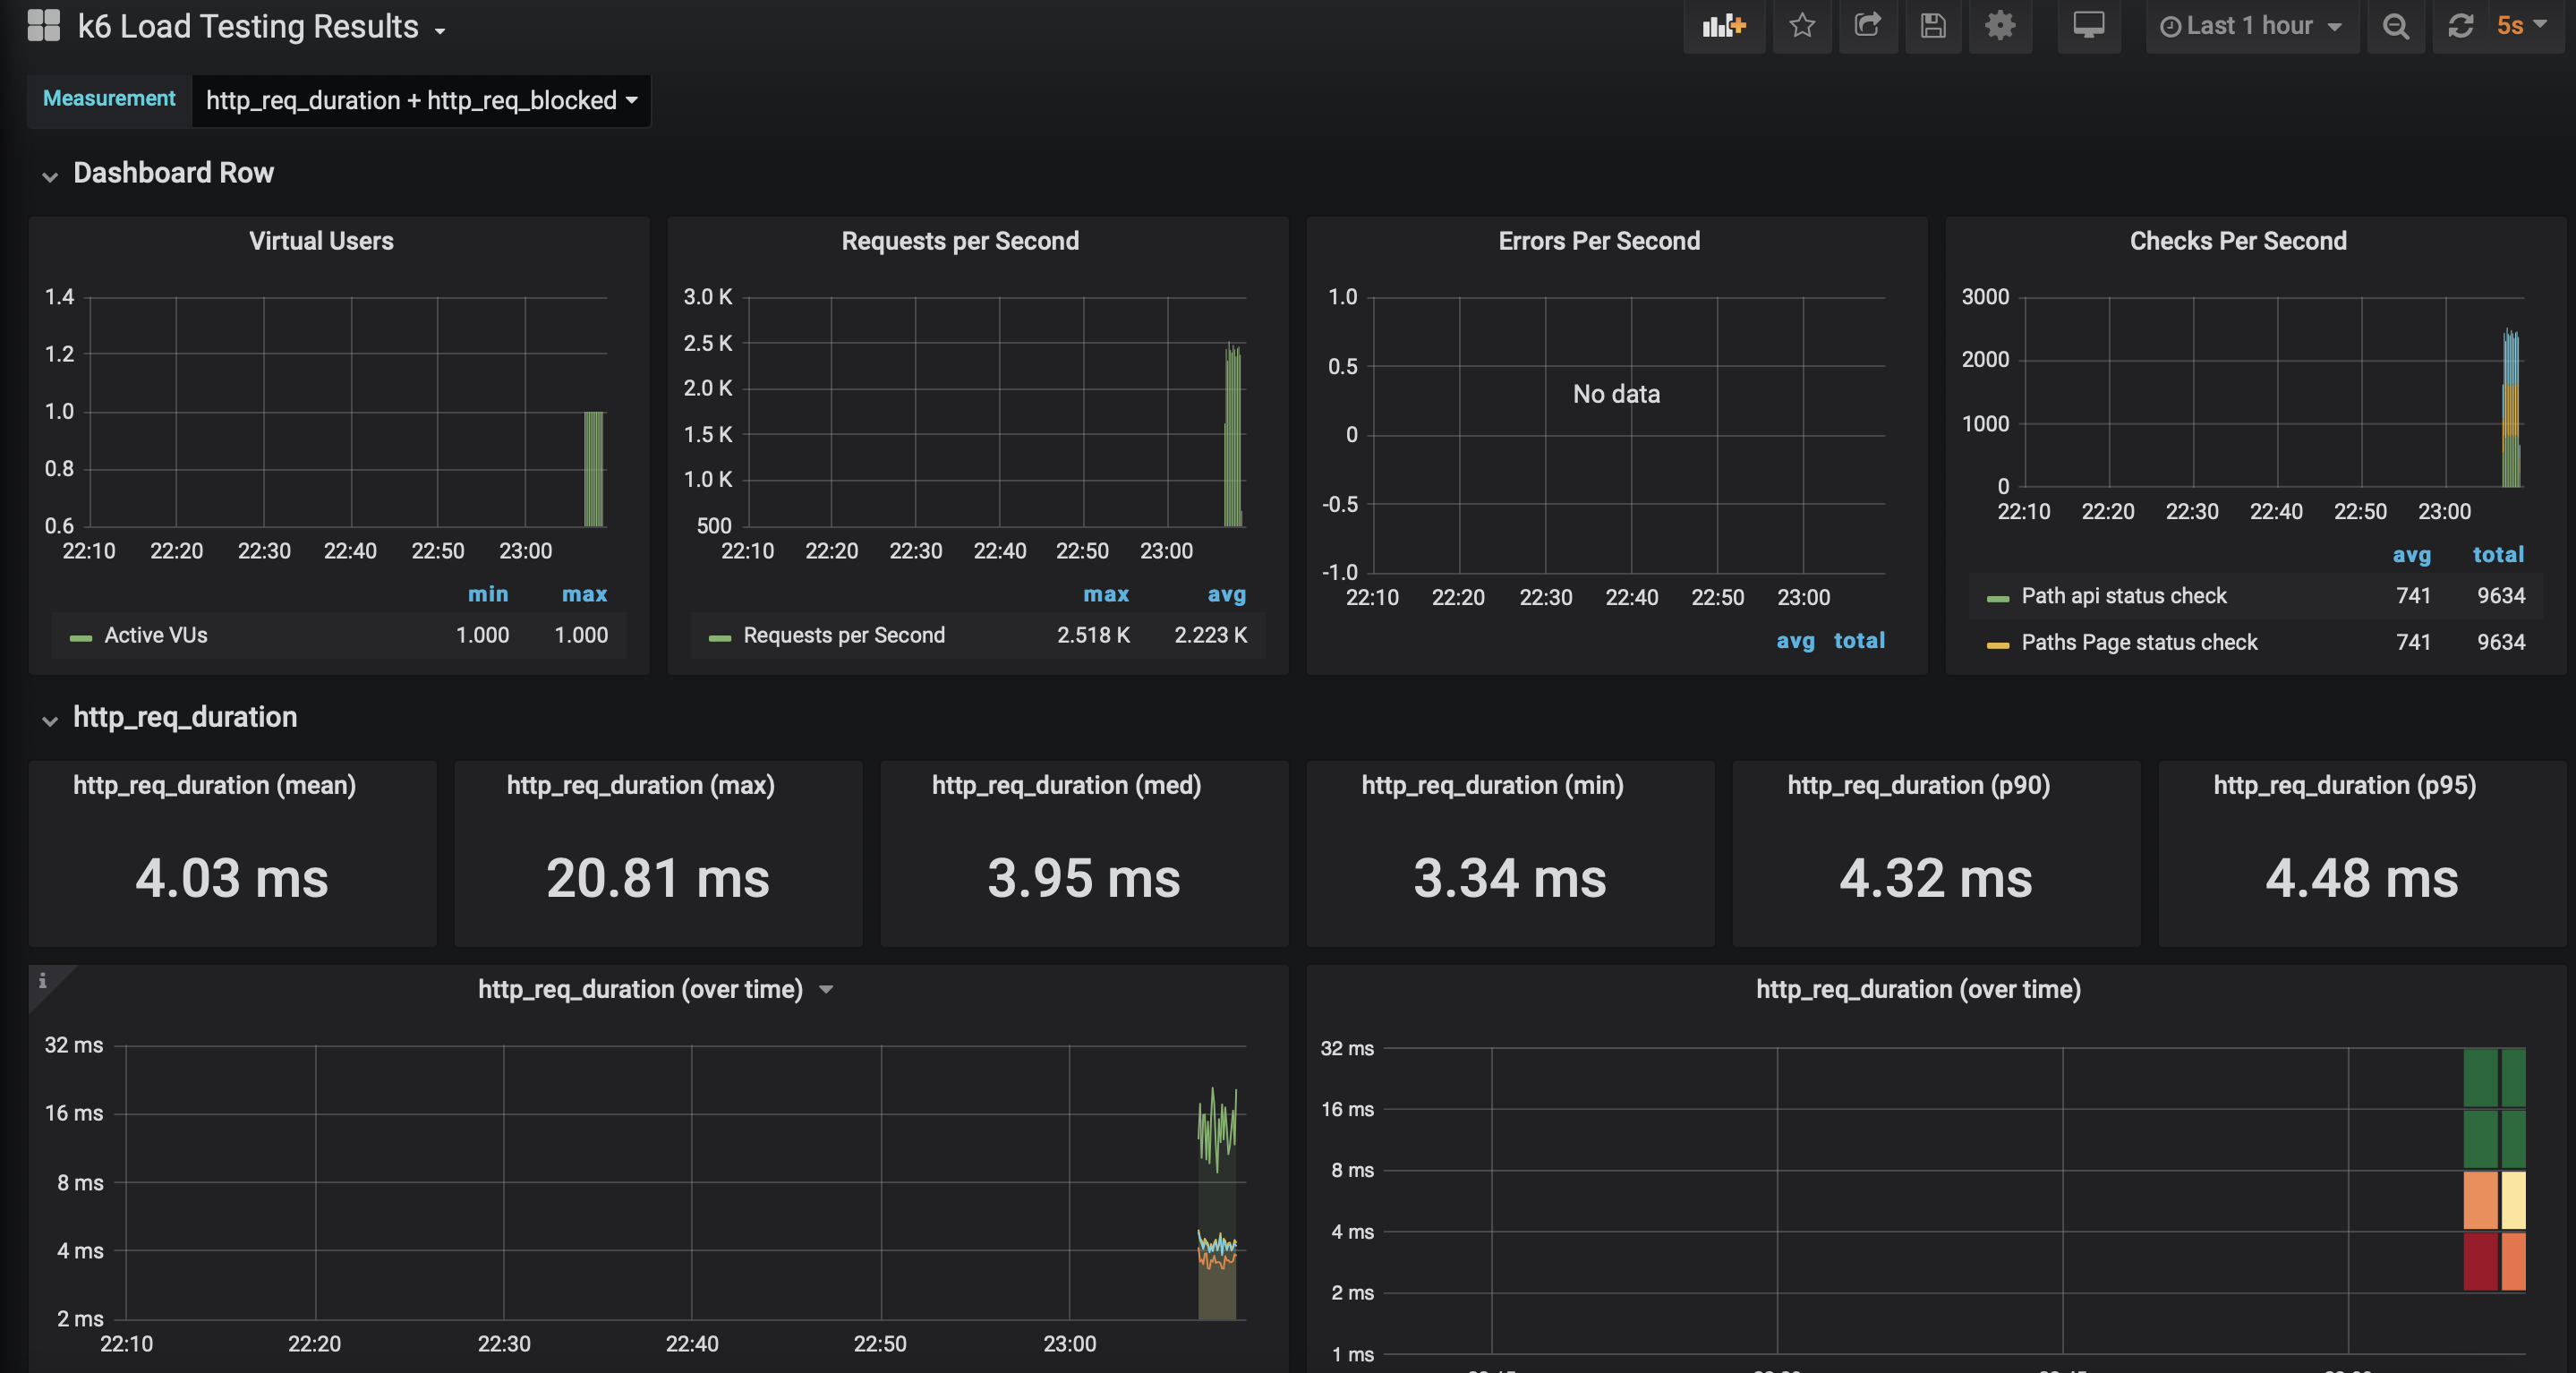 k6 Load Testing Results
Last 1 hour
5s
Measurement
http_req_duration + http_req_blocked
Dashboard Row
Virtual Users
1.4
1.2
1.0
0.8
0.6
22:10 22:20 22:30 22:40 22:50 23:00
min max
Active VUs 1.000 1.000
Requests per Second
3.0 K
2.5 K
2.0 K
1.5 K
1.0 K
500
22:10 22:20 22:30 22:40 22:50 23:00
max avg
Requests per Second 2.518 K 2.223 K
Errors Per Second
1.0
0.5
No data
0
-0.5
-1.0
22:10 22:20 22:30 22:40 22:50 23:00
avg total
Checks Per Second
3000
2000
1000
0
22:10 22:20 22:30 22:40 22:50 23:00
avg total
Path api status check 741 9634
Paths Page status check 741 9634
http_req_duration
http_req_duration (mean)
4.03 ms
http_req_duration (max)
20.81 ms
http_req_duration (med)
3.95 ms
http_req_duration (min)
3.34 ms
http_req_duration (p90)
4.32 ms
http_req_duration (p95)
4.48 ms
i
http_req_duration (over time)
32 ms
16 ms
8 ms
4 ms
2 ms
22:10 22:20 22:30 22:40 22:50 23:00
http_req_duration (over time)
32 ms
16 ms
8 ms
4 ms
2 ms
1 ms